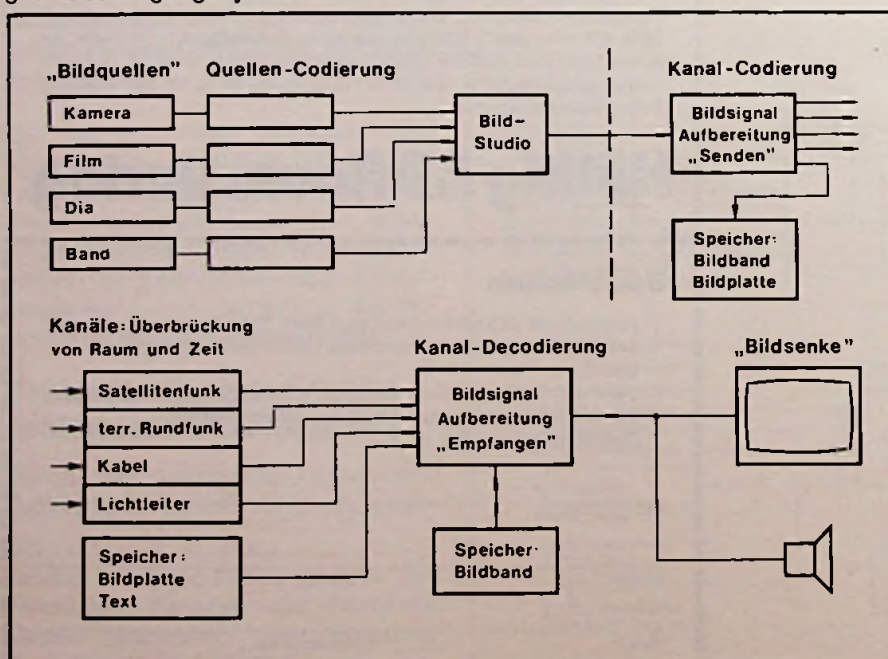 „Bildquellen”
Quellen-Codierung
Kanal-Codierung
Kamera
Film
Dia
Band
Bild-
Studio
Bildsignal
Aufbereitung
„Senden”
Speicher:
Bildband
Bildplatte
Kanäle: Überbrückung
von Raum und Zeit
Satellitenfunk
terr. Rundfunk
Kabel
Lichtleiter
Speicher:
Bildplatte
Text
Kanal-Decodierung
Bildsignal
Aufbereitung
„Empfangen”
Speicher:
Bildband
„Bildsenke”